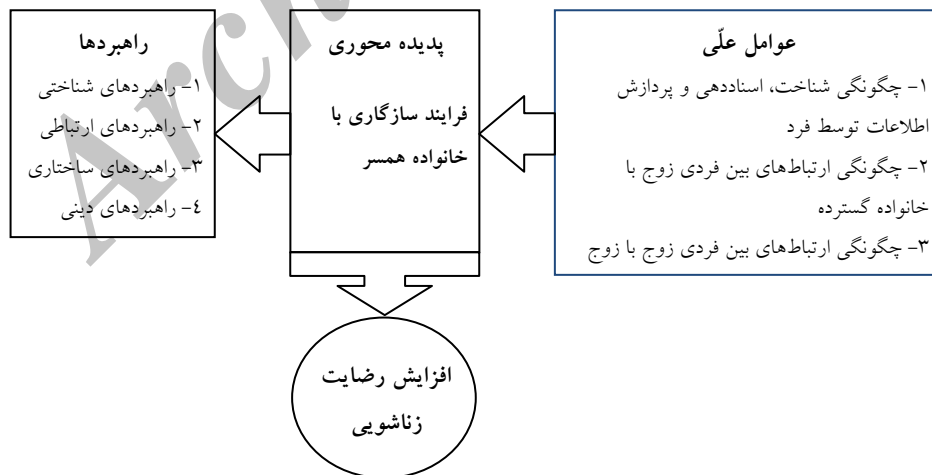 عوامل علّی
۱- چگونگی شناخت، اسناددهی و پردازش
اطلاعات توسط فرد
۲- چگونگی ارتباط‌های بین فردی زوج با
خانواده گسترده
۳- چگونگی ارتباط‌های بین فردی زوج با زوج
پدیده محوری
فرایند سازگاری با
خانواده همسر
راهبردها
۱- راهبردهای شناختی
۲- راهبردهای ارتباطی
۳- راهبردهای ساختاری
۴- راهبردهای دینی
افزایش رضایت
زناشویی